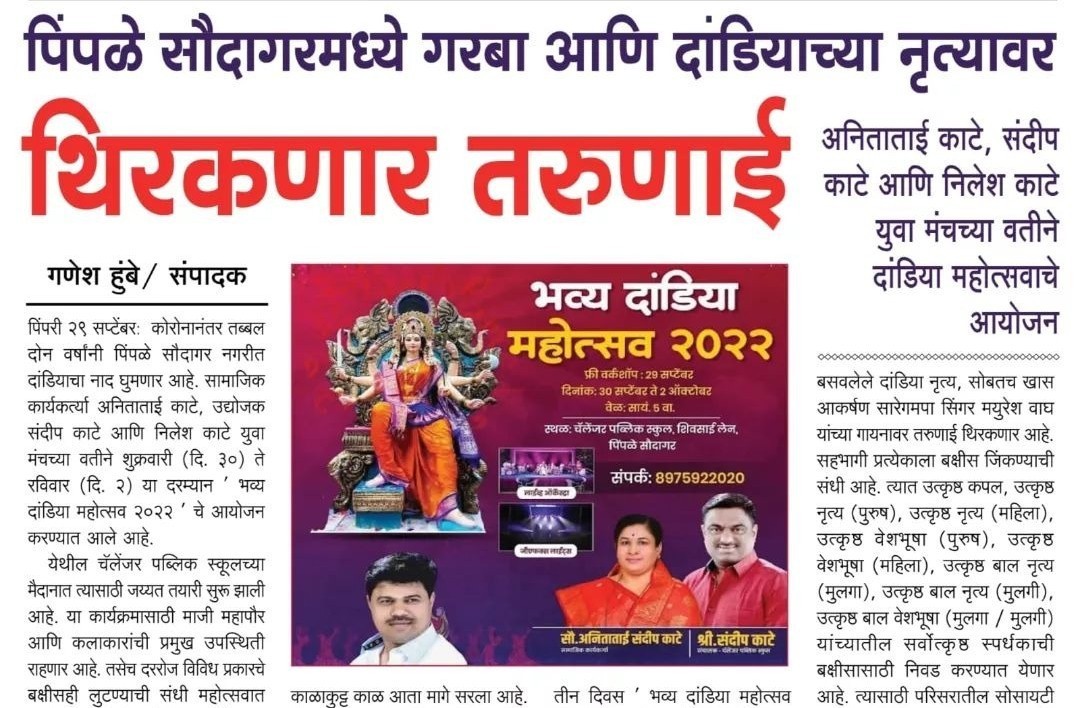 पिंपळे सौदागरमध्ये गरबा आणि दांडियाच्या नृत्यावर
थिरकणार तरुणाई
अनिताताई काटे, संदीप
काटे आणि निलेश काटे
युवा मंचच्या वतीने
दांडिया महोत्सवाचे
आयोजन
गणेश हुंबे/ संपादक
पिंपरी २९ सप्टेंबर: कोरोनानंतर तब्बल
दोन वर्षांनी पिंपळे सौदागर नगरीत
दांडियाचा नाद घुमणार आहे. सामाजिक
कार्यकर्त्या अनिताताई काटे, उद्योजक
संदीप काटे आणि निलेश काटे युवा
मंचच्या वतीने शुक्रवारी (दि. ३०) ते
रविवार (दि. २) या दरम्यान ' भव्य
दांडिया महोत्सव २०२२ ' चे आयोजन
करण्यात आले आहे.
येथील चॅलेंजर पब्लिक स्कूलच्या
मैदानात त्यासाठी जय्यत तयारी सुरू झाली
आहे. या कार्यक्रमासाठी माजी महापौर
आणि कलाकारांची प्रमुख उपस्थिती
राहणार आहे. तसेच दररोज विविध प्रकारचे
बक्षीसही लुटण्याची संधी महोत्सवात
भव्य दांडिया
महोत्सव २०२२
फ्री वर्कशॉप : 29 सप्टेंबर
दिनांक: 30 सप्टेंबर ते 2 ऑक्टोबर
वेळ: सायं. 5 वा.
स्थळ: चॅलेंजर पब्लिक स्कूल, शिवसाई लेन,
पिंपळे सौदागर
संपर्क: 8975922020
लाईव्ह ऑर्केस्ट्रा
जीएफक्स लाईट्स
सौ.अनिताताई संदीप काटे
सामाजिक कार्यकर्त्या
श्री.संदीप काटे
संचालक - चॅलेंजर पब्लिक स्कूल
काळाकुट्ट काळ आता मागे सरला आहे.
तीन दिवस ' भव्य दांडिया महोत्सव
बसवलेले दांडिया नृत्य, सोबतच खास
आकर्षण सारेगमपा सिंगर मयुरेश वाघ
यांच्या गायनावर तरुणाई थिरकणार आहे.
सहभागी प्रत्येकाला बक्षीस जिंकण्याची
संधी आहे. त्यात उत्कृष्ठ कपल, उत्कृष्ठ
नृत्य (पुरुष), उत्कृष्ठ नृत्य (महिला),
उत्कृष्ठ वेशभूषा (पुरुष), उत्कृष्ठ
वेशभूषा (महिला), उत्कृष्ठ बाल नृत्य
(मुलगा), उत्कृष्ठ बाल नृत्य (मुलगी),
उत्कृष्ठ बाल वेशभूषा (मुलगा / मुलगी)
यांच्यातील सर्वोत्कृष्ठ स्पर्धकाची
बक्षीसासाठी निवड करण्यात येणार
आहे. त्यासाठी परिसरातील सोसायटी